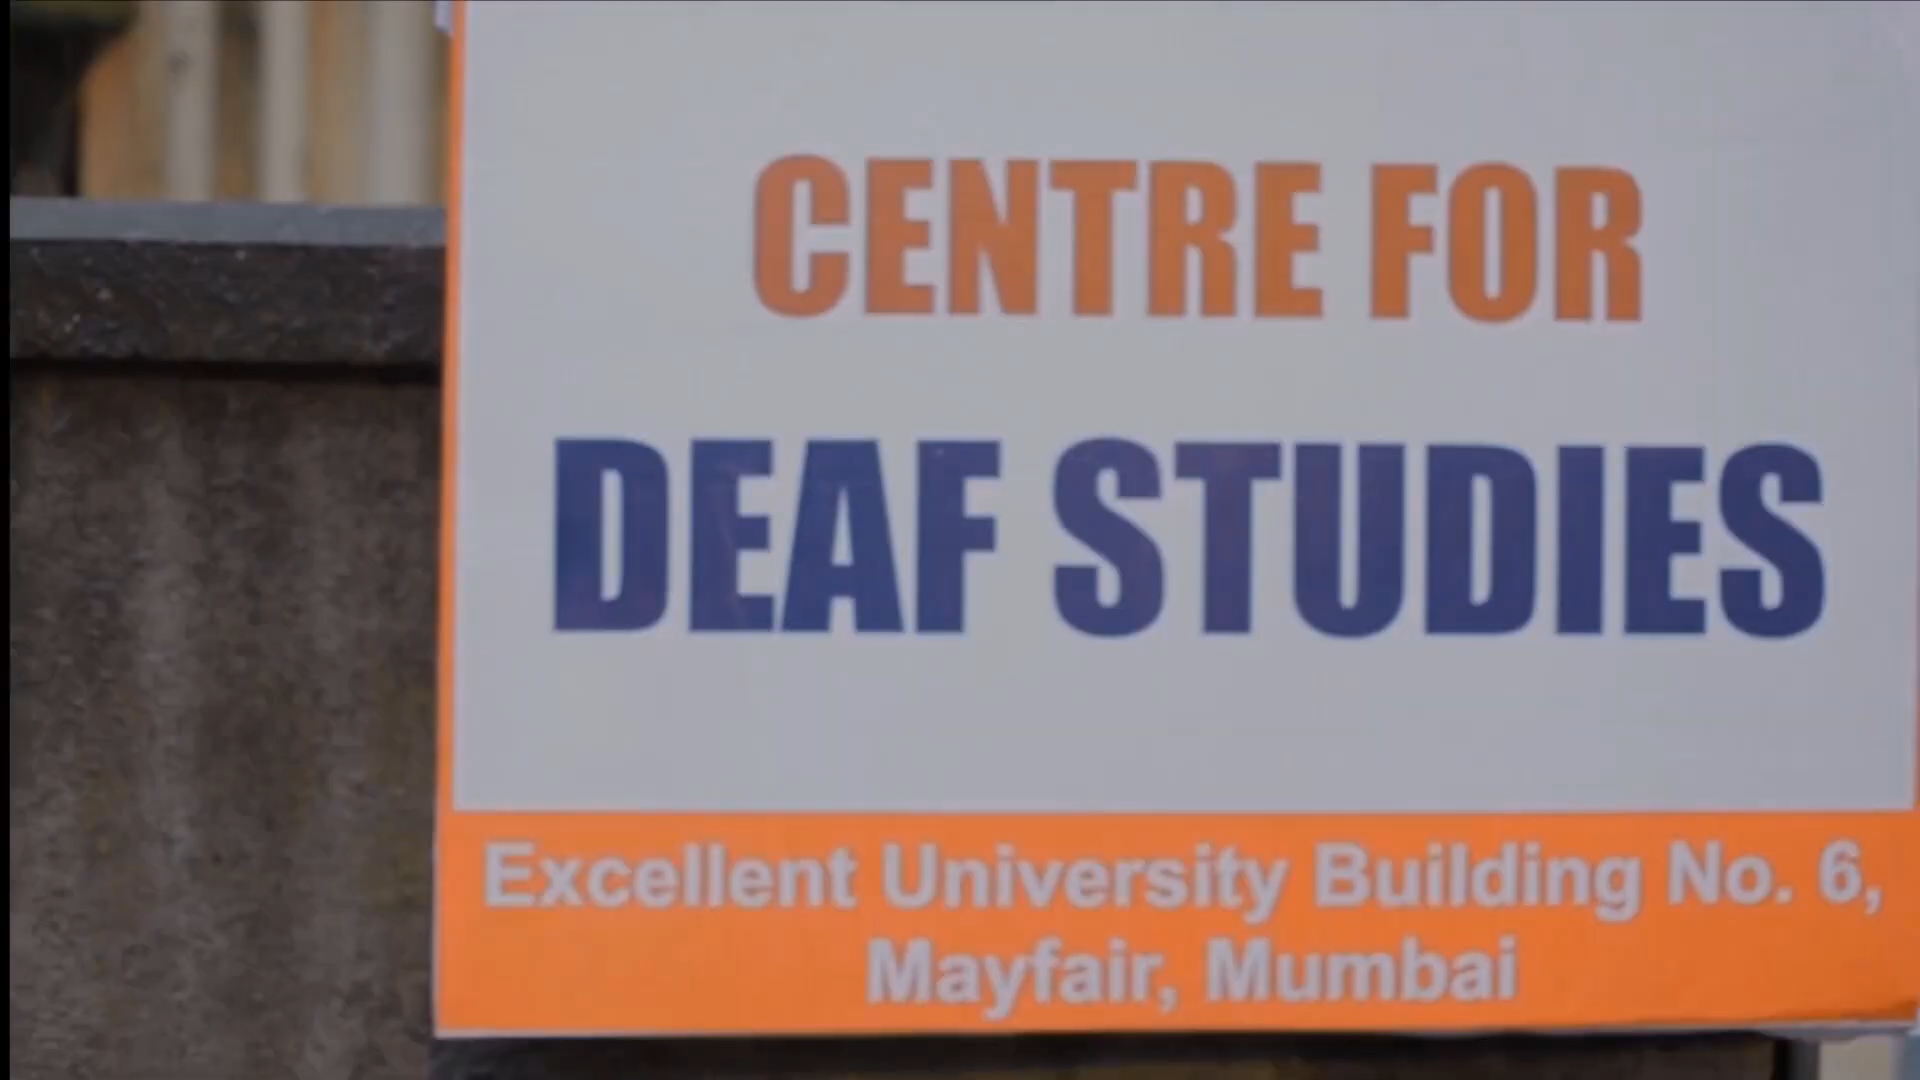 CENTRE FOR
DEAF STUDIES
Excellent University Building No. 6,
Mayfair, Mumbai